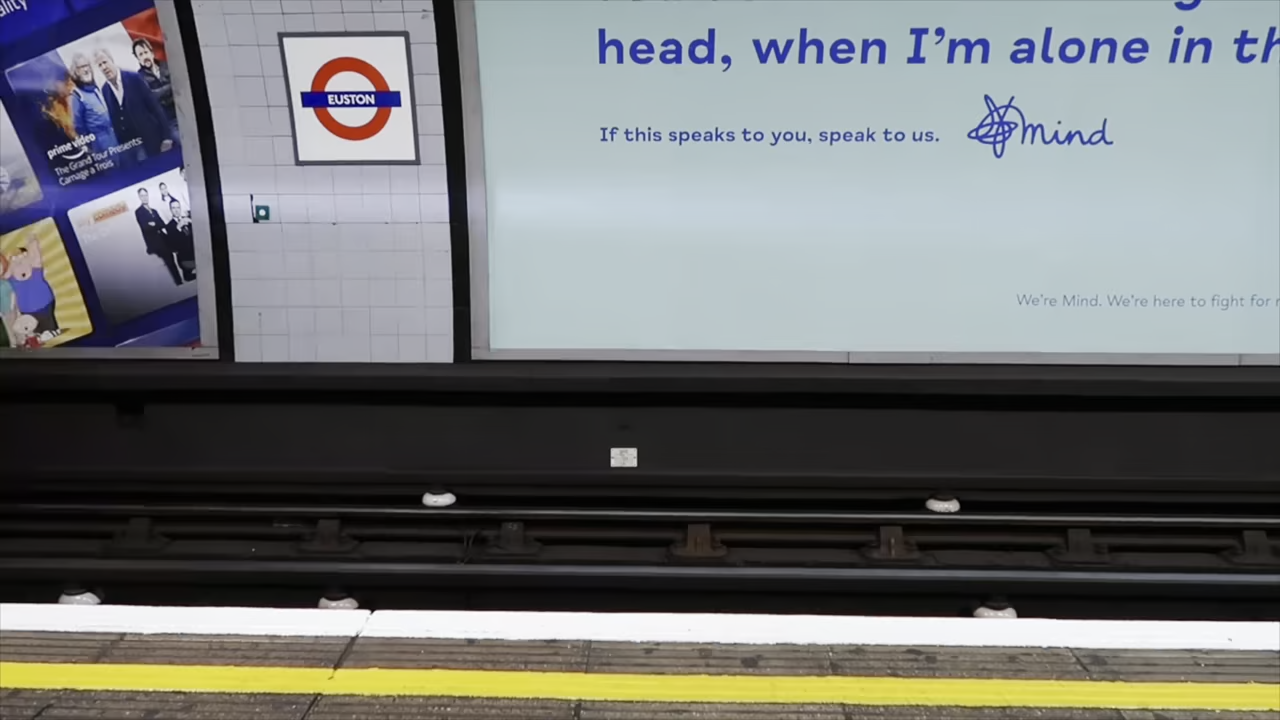 ality
prime video
The Grand Tour Presents:
Carnage a Trois
EUSTON
head, when I'm alone in th
If this speaks to you, speak to us.
mind
We're Mind. We're here to fight for